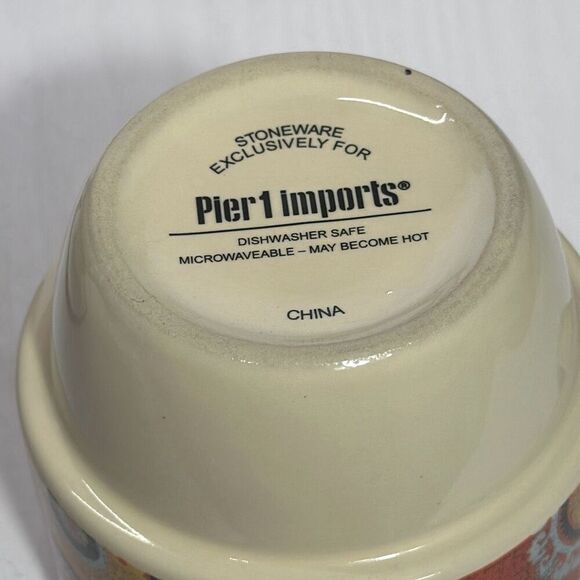 STONEWARE
EXCLUSIVELY FOR
Pier 1 imports®
DISHWASHER SAFE
MICROWAVEABLE – MAY BECOME HOT
CHINA